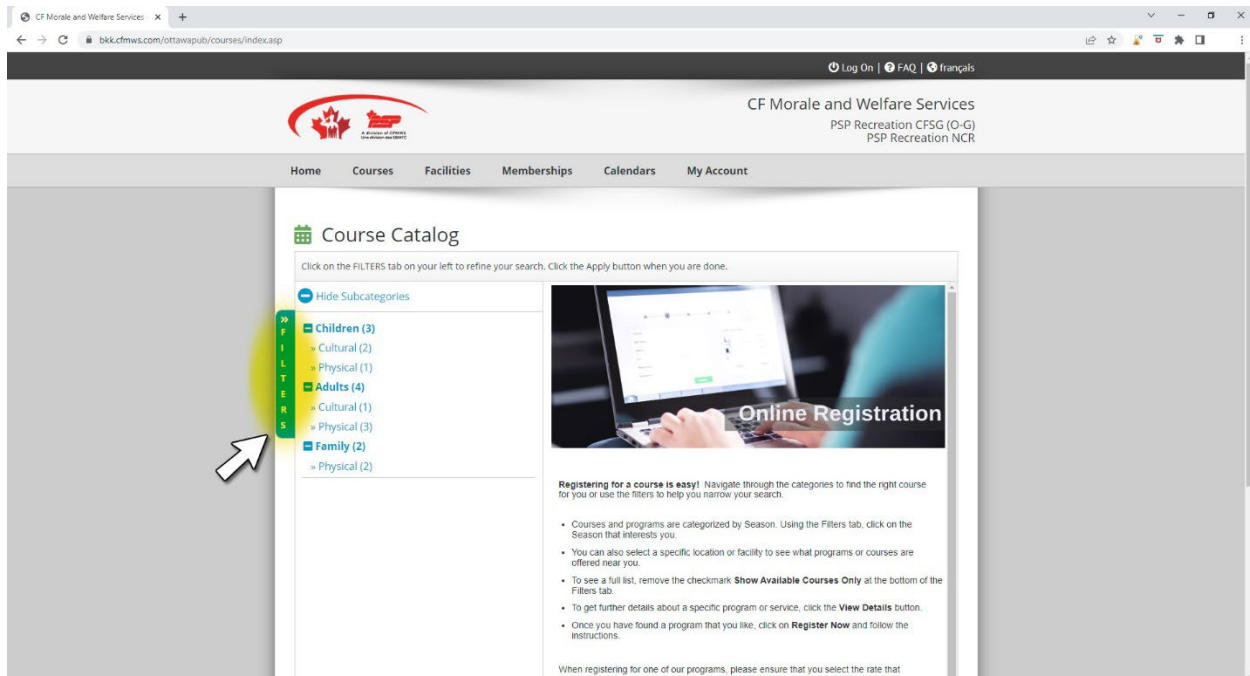 CF Morale and Welfare Services
bkk.cfmws.com/ottawapub/courses/index.asp
Log On | FAQ | français
CF Morale and Welfare Services
PSP Recreation CFSG (O-G)
PSP Recreation NCR
PSP
A division of CFMWS
Une division des SBMFC
Home Courses Facilities Memberships Calendars My Account
Course Catalog
Click on the FILTERS tab on your left to refine your search. Click the Apply button when you are done.
Hide Subcategories
» FILTERS
Children (3)
» Cultural (2)
» Physical (1)
Adults (4)
» Cultural (1)
» Physical (3)
Family (2)
» Physical (2)
Online Registration
Registering for a course is easy! Navigate through the categories to find the right course
for you or use the filters to help you narrow your search.
• Courses and programs are categorized by Season. Using the Filters tab, click on the
Season that interests you.
• You can also select a specific location or facility to see what programs or courses are
offered near you.
• To see a full list, remove the checkmark Show Available Courses Only at the bottom of the
Filters tab.
• To get further details about a specific program or service, click the View Details button.
• Once you have found a program that you like, click on Register Now and follow the
instructions.
When registering for one of our programs, please ensure that you select the rate that